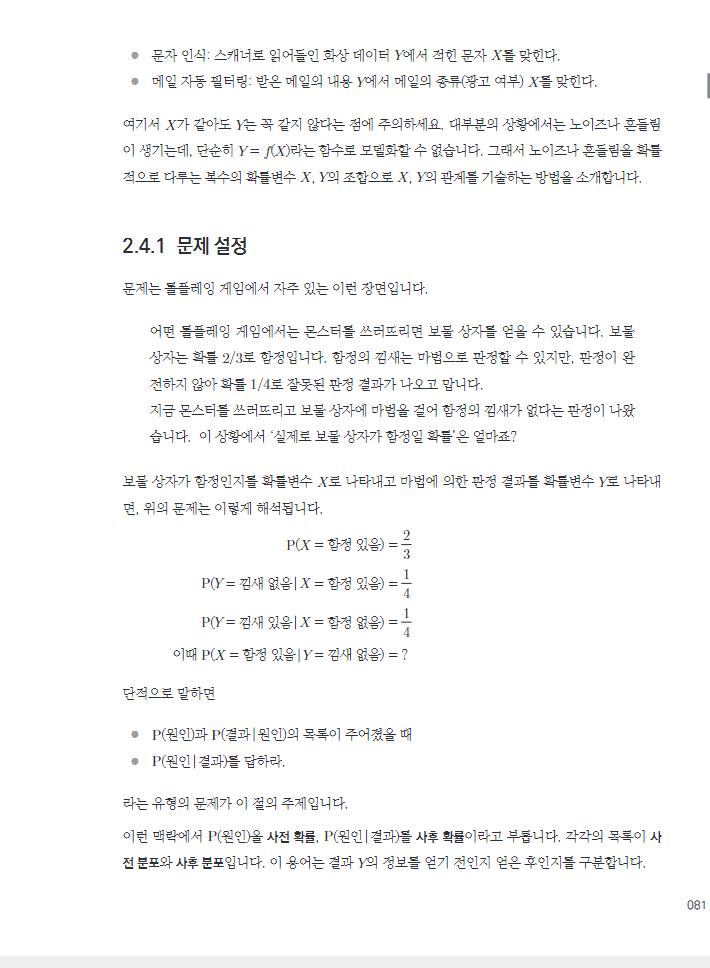 ● 문자 인식: 스캐너로 읽어들인 화상 데이터 Y에서 적힌 문자 X를 맞힌다.
● 메일 자동 필터링: 받은 메일의 내용 Y에서 메일의 종류(광고 여부) X를 맞힌다.
여기서 X가 같아도 Y는 꼭 같지 않다는 점에 주의하세요. 대부분의 상황에서는 노이즈나 흔들림
이 생기는데, 단순히 Y = f(X)라는 함수로 모델화할 수 없습니다. 그래서 노이즈나 흔들림을 확률
적으로 다루는 복수의 확률변수 X, Y의 조합으로 X, Y의 관계를 기술하는 방법을 소개합니다.
2.4.1 문제 설정
문제는 롤플레잉 게임에서 자주 있는 이런 장면입니다.
어떤 롤플레잉 게임에서는 몬스터를 쓰러뜨리면 보물 상자를 얻을 수 있습니다. 보물
상자는 확률 2/3로 함정입니다. 함정의 낌새는 마법으로 판정할 수 있지만, 판정이 완
전하지 않아 확률 1/4로 잘못된 판정 결과가 나오고 맙니다.
지금 몬스터를 쓰러뜨리고 보물 상자에 마법을 걸어 함정의 낌새가 없다는 판정이 나왔
습니다. 이 상황에서 ‘실제로 보물 상자가 함정일 확률’은 얼마죠?
보물 상자가 함정인지를 확률변수 X로 나타내고 마법에 의한 판정 결과를 확률변수 Y로 나타내
면, 위의 문제는 이렇게 해석됩니다.
P(X = 함정 있음) = 2/3
P(Y = 낌새 없음|X = 함정 있음) = 1/4
P(Y = 낌새 있음|X = 함정 없음) = 1/4
이때 P(X = 함정 있음|Y = 낌새 없음) = ?
단적으로 말하면
● P(원인)과 P(결과|원인)의 목록이 주어졌을 때
● P(원인|결과)를 답하라.
라는 유형의 문제가 이 절의 주제입니다.
이런 맥락에서 P(원인)을 사전 확률, P(원인|결과)를 사후 확률이라고 부릅니다. 각각의 목록이 사
전 분포와 사후 분포입니다. 이 용어는 결과 Y의 정보를 얻기 전인지 얻은 후인지를 구분합니다.
081